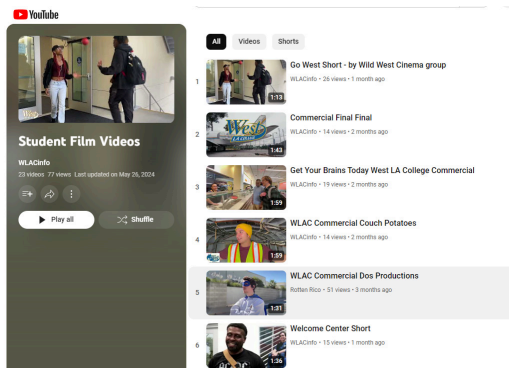 YouTube
West
Student Film Videos
WLACinfo
23 videos 77 views Last updated on May 26, 2024
Play all
Shuffle
All
Videos
Shorts
1
1:13
Go West Short - by Wild West Cinema group
WLACinfo • 26 views • 1 month ago
2
West
1:43
Commercial Final Final
WLACinfo • 14 views • 2 months ago
3
1:59
Get Your Brains Today West LA College Commercial
WLACinfo • 19 views • 2 months ago
4
1:59
WLAC Commercial Couch Potatoes
WLACinfo • 14 views • 2 months ago
5
1:31
WLAC Commercial Dos Productions
Rotten Rico • 51 views • 3 months ago
6
1:36
Welcome Center Short
WLACinfo • 15 views • 1 month ago